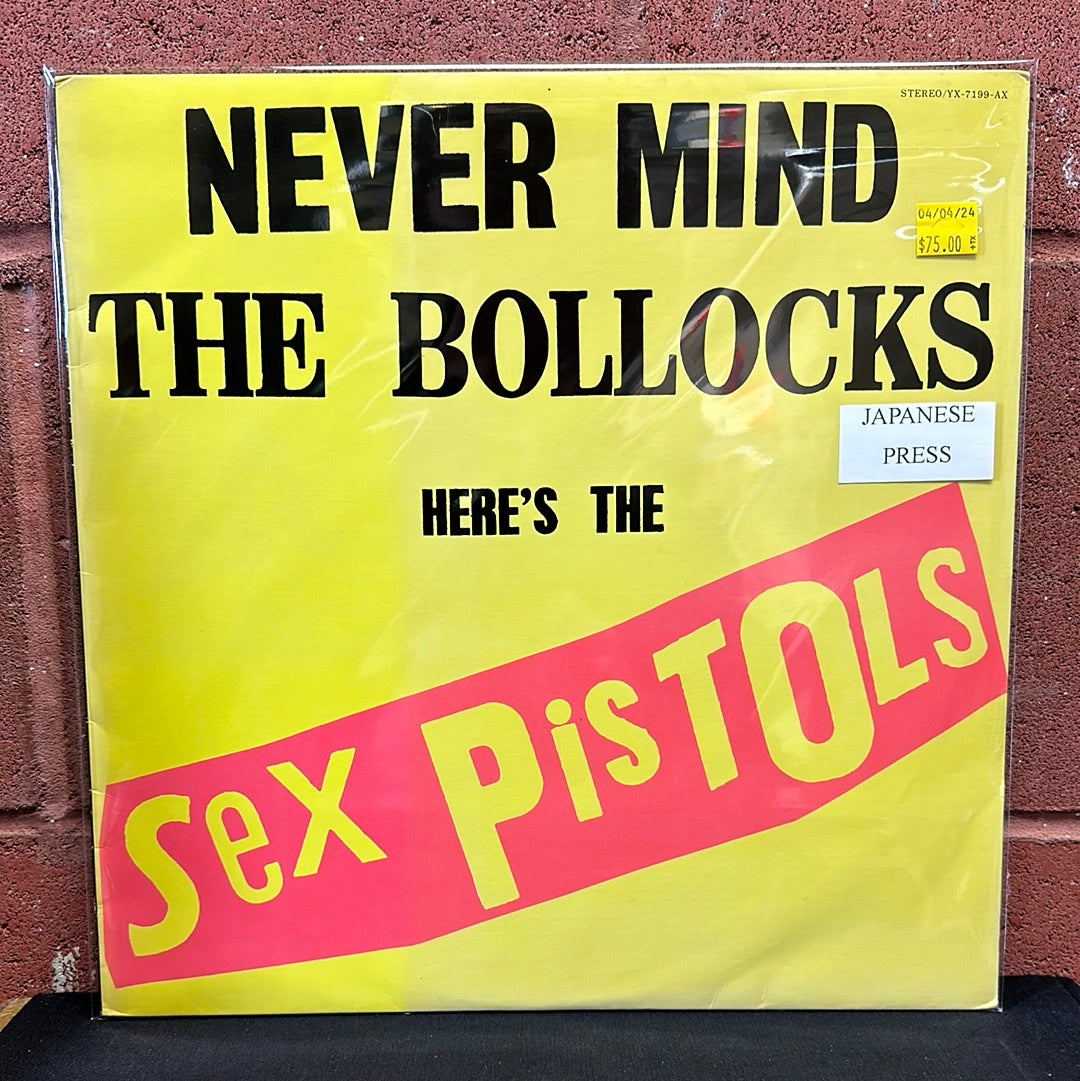 STEREO/YX-7199-AX
NEVER MIND
04/04/24
$75.00 +TX
THE BOLLOCKS
JAPANESE
PRESS
HERE'S THE
Sex PisTOLS